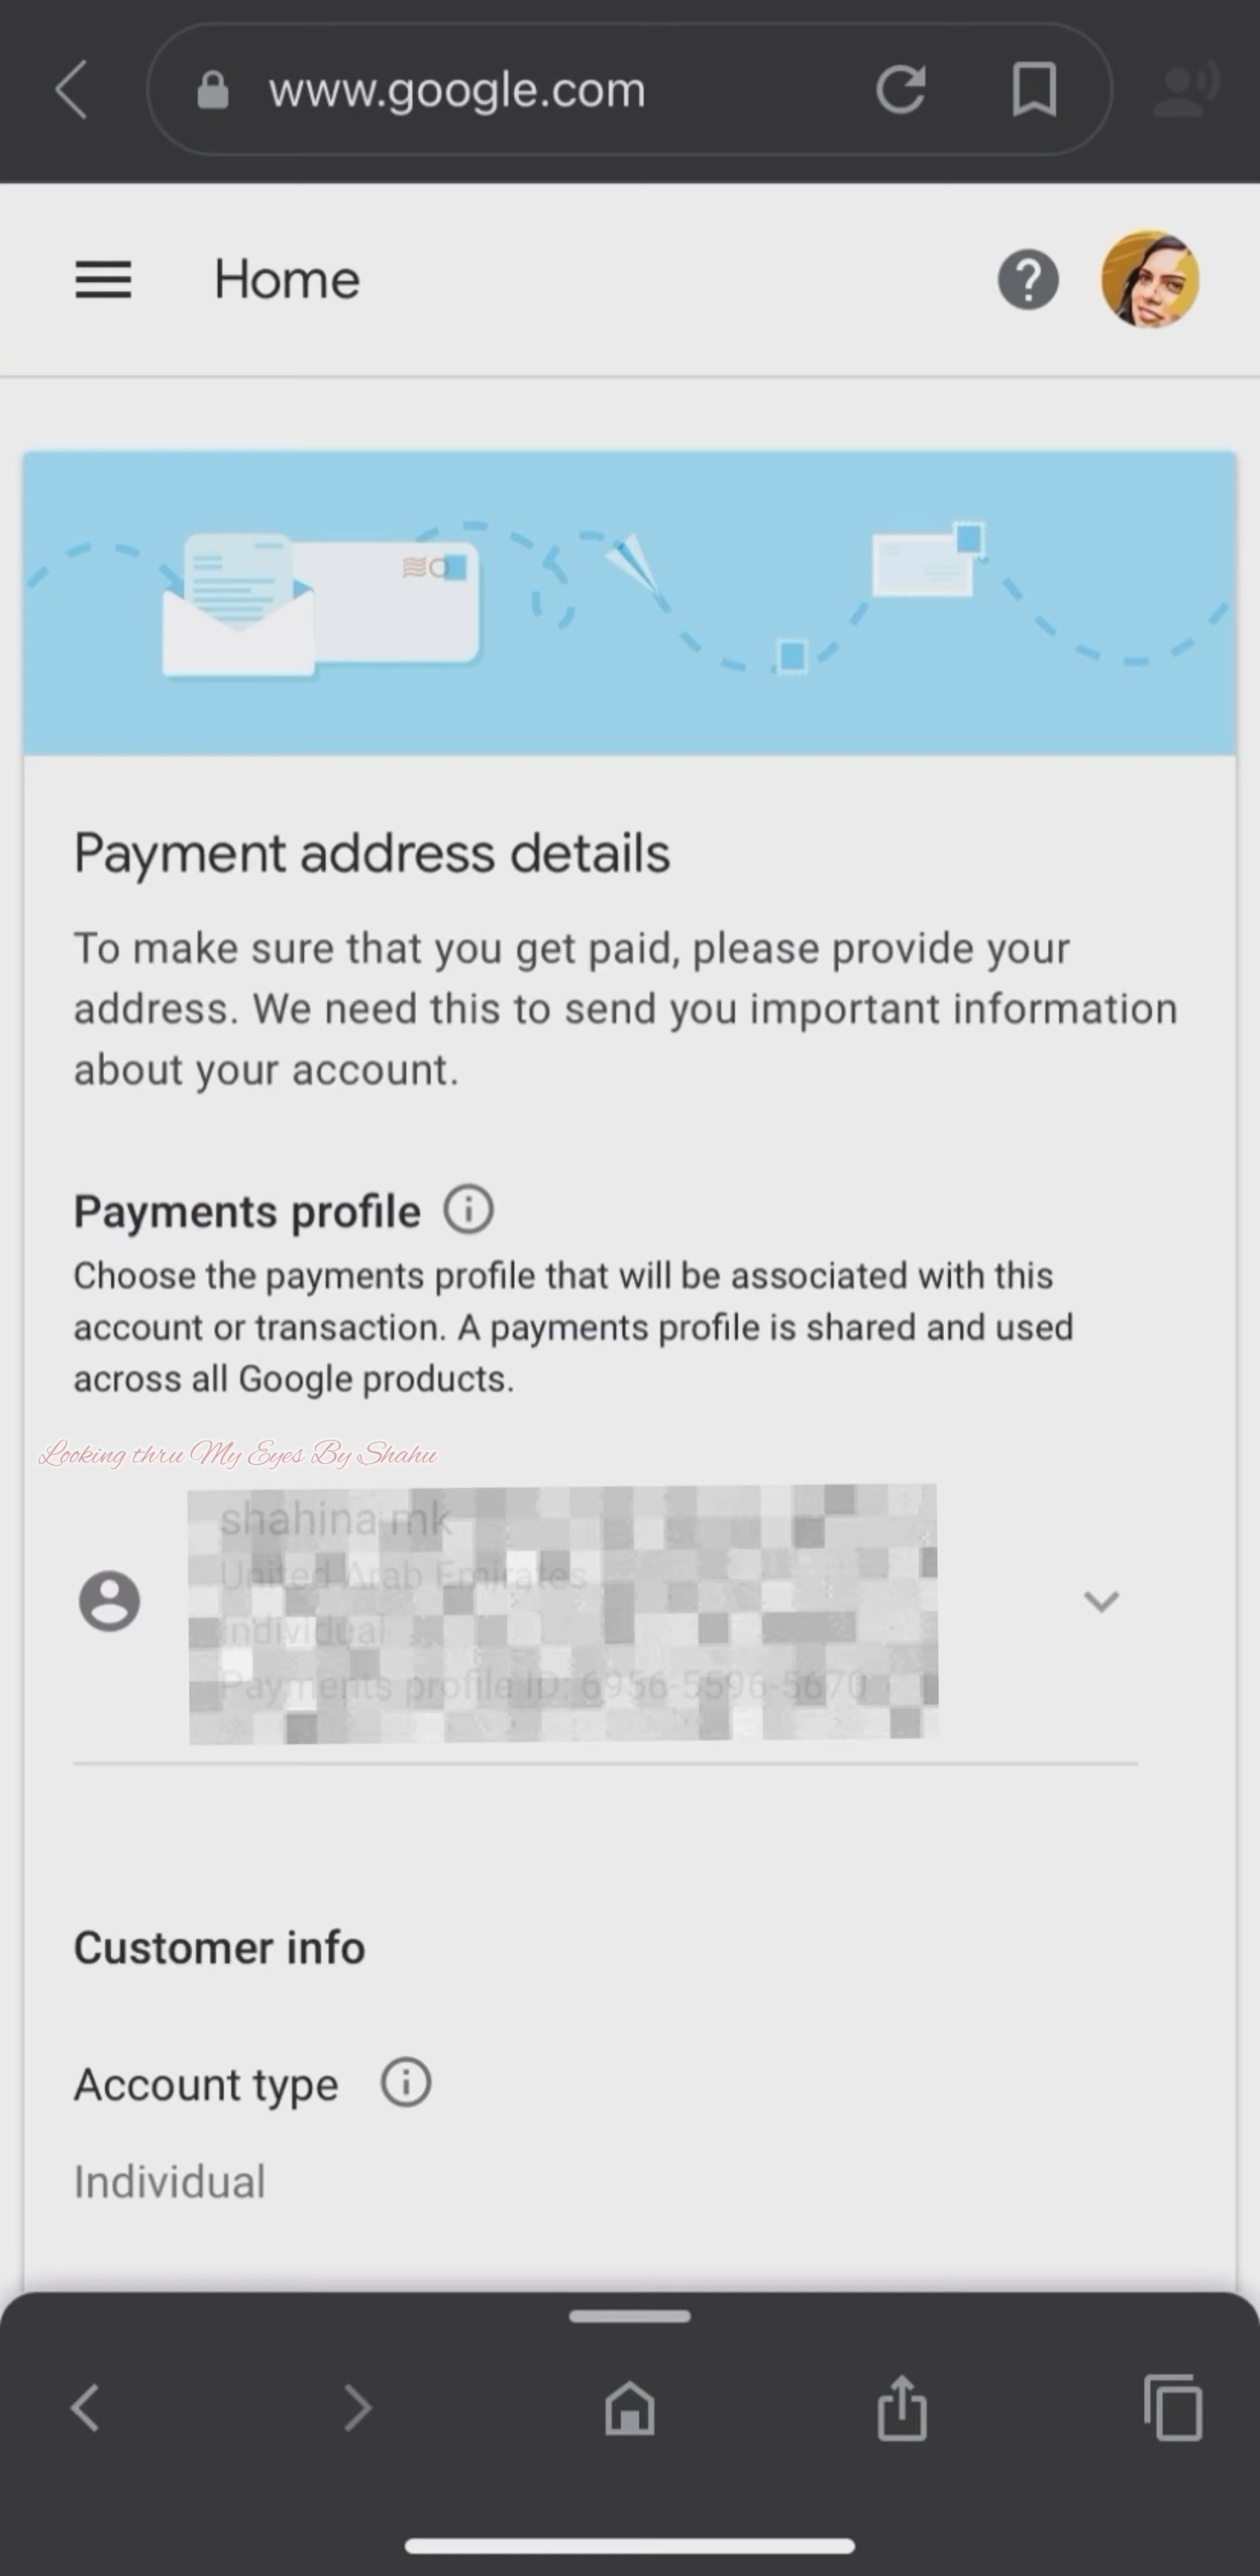 www.google.com
Home
Payment address details
To make sure that you get paid, please provide your
address. We need this to send you important information
about your account.
Payments profile
Choose the payments profile that will be associated with this
account or transaction. A payments profile is shared and used
across all Google products.
Looking thru My Eyes By Shahu
Customer info
Account type
Individual